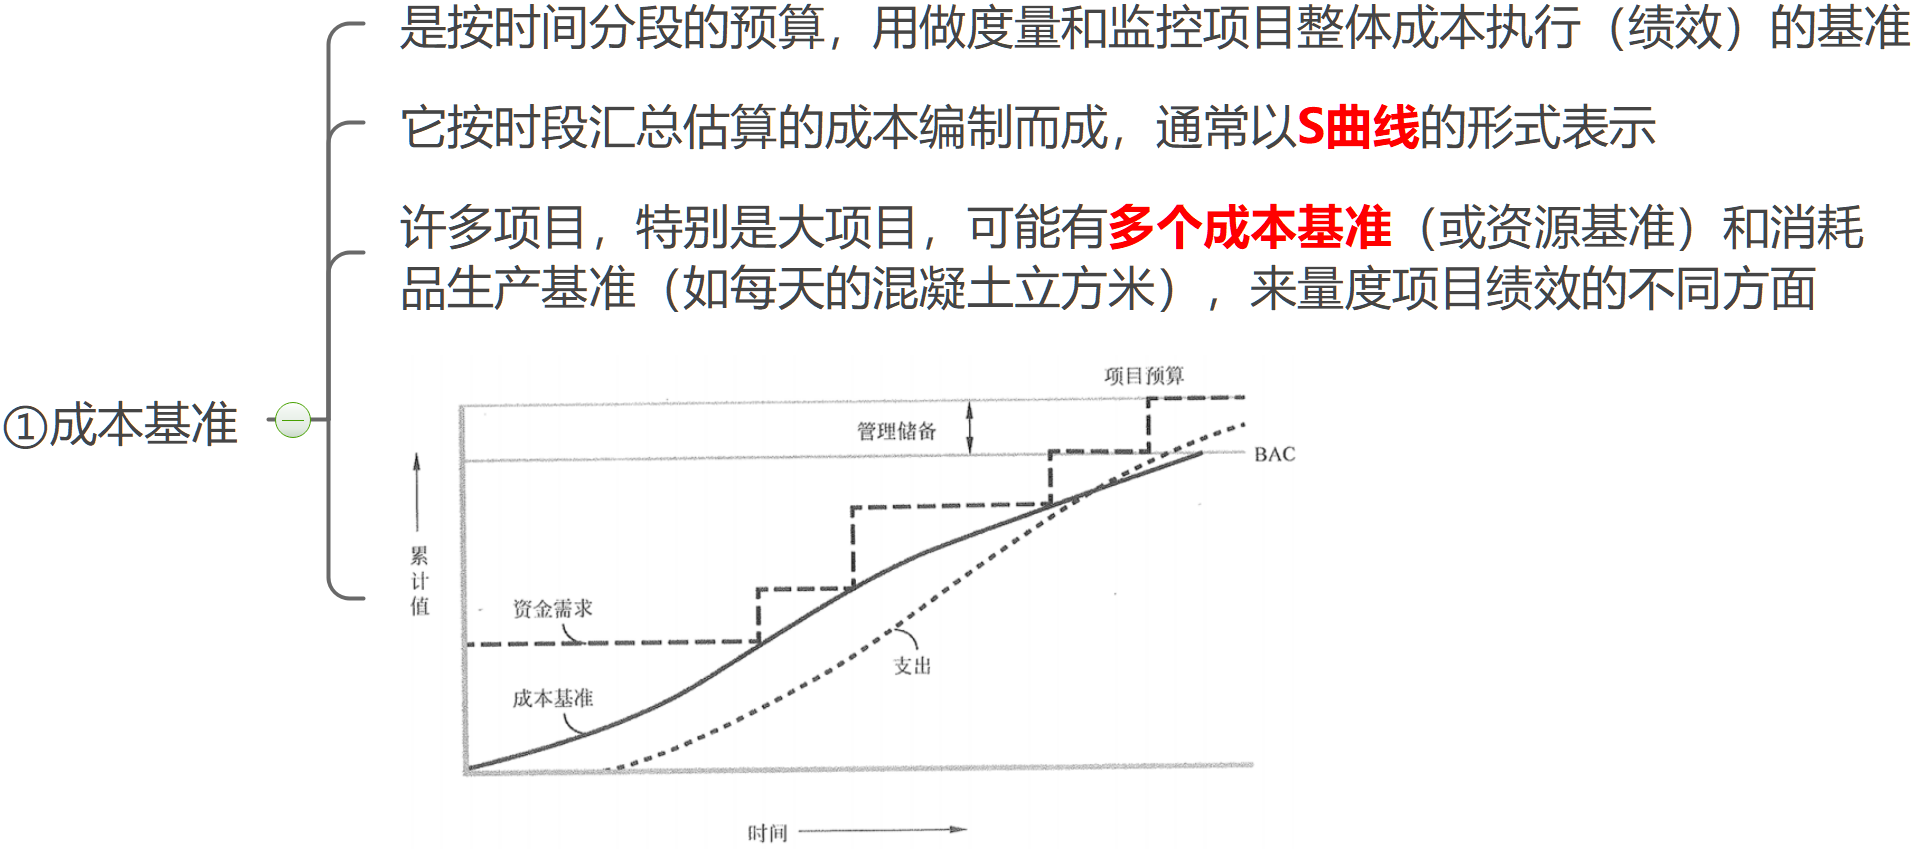 是按时间分段的预算，用做度量和监控项目整体成本执行（绩效）的基准
它按时段汇总估算的成本编制而成，通常以S曲线的形式表示
许多项目，特别是大项目，可能有多个成本基准（或资源基准）和消耗
品生产基准（如每天的混凝土立方米），来量度项目绩效的不同方面
①成本基准
项目预算
管理储备
BAC
累计值
资金需求
支出
成本基准
时间